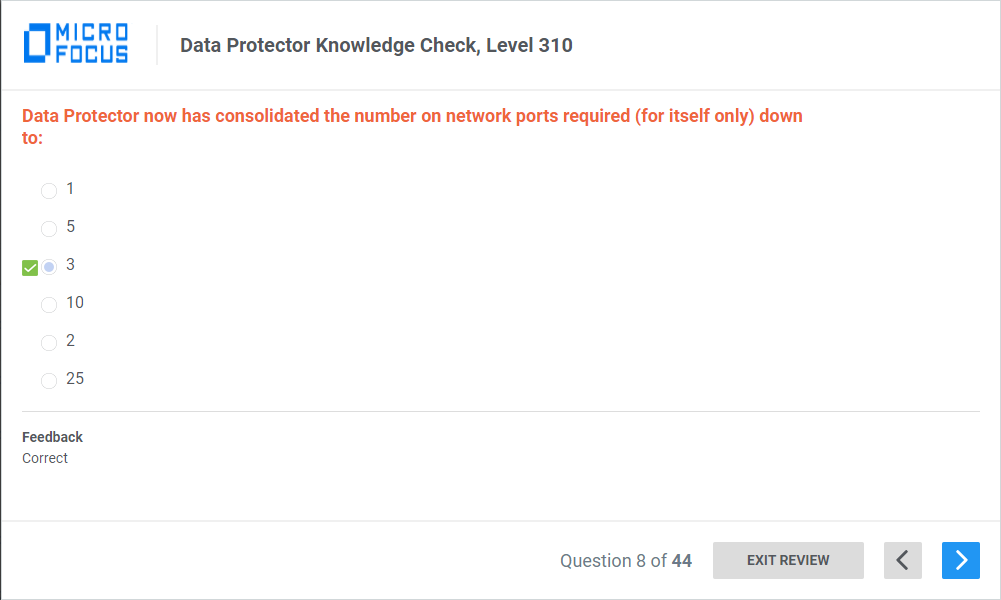 MICRO
FOCUS
Data Protector Knowledge Check, Level 310
Data Protector now has consolidated the number on network ports required (for itself only) down
to:
1
5
3
10
2
25
Feedback
Correct
Question 8 of 44
EXIT REVIEW